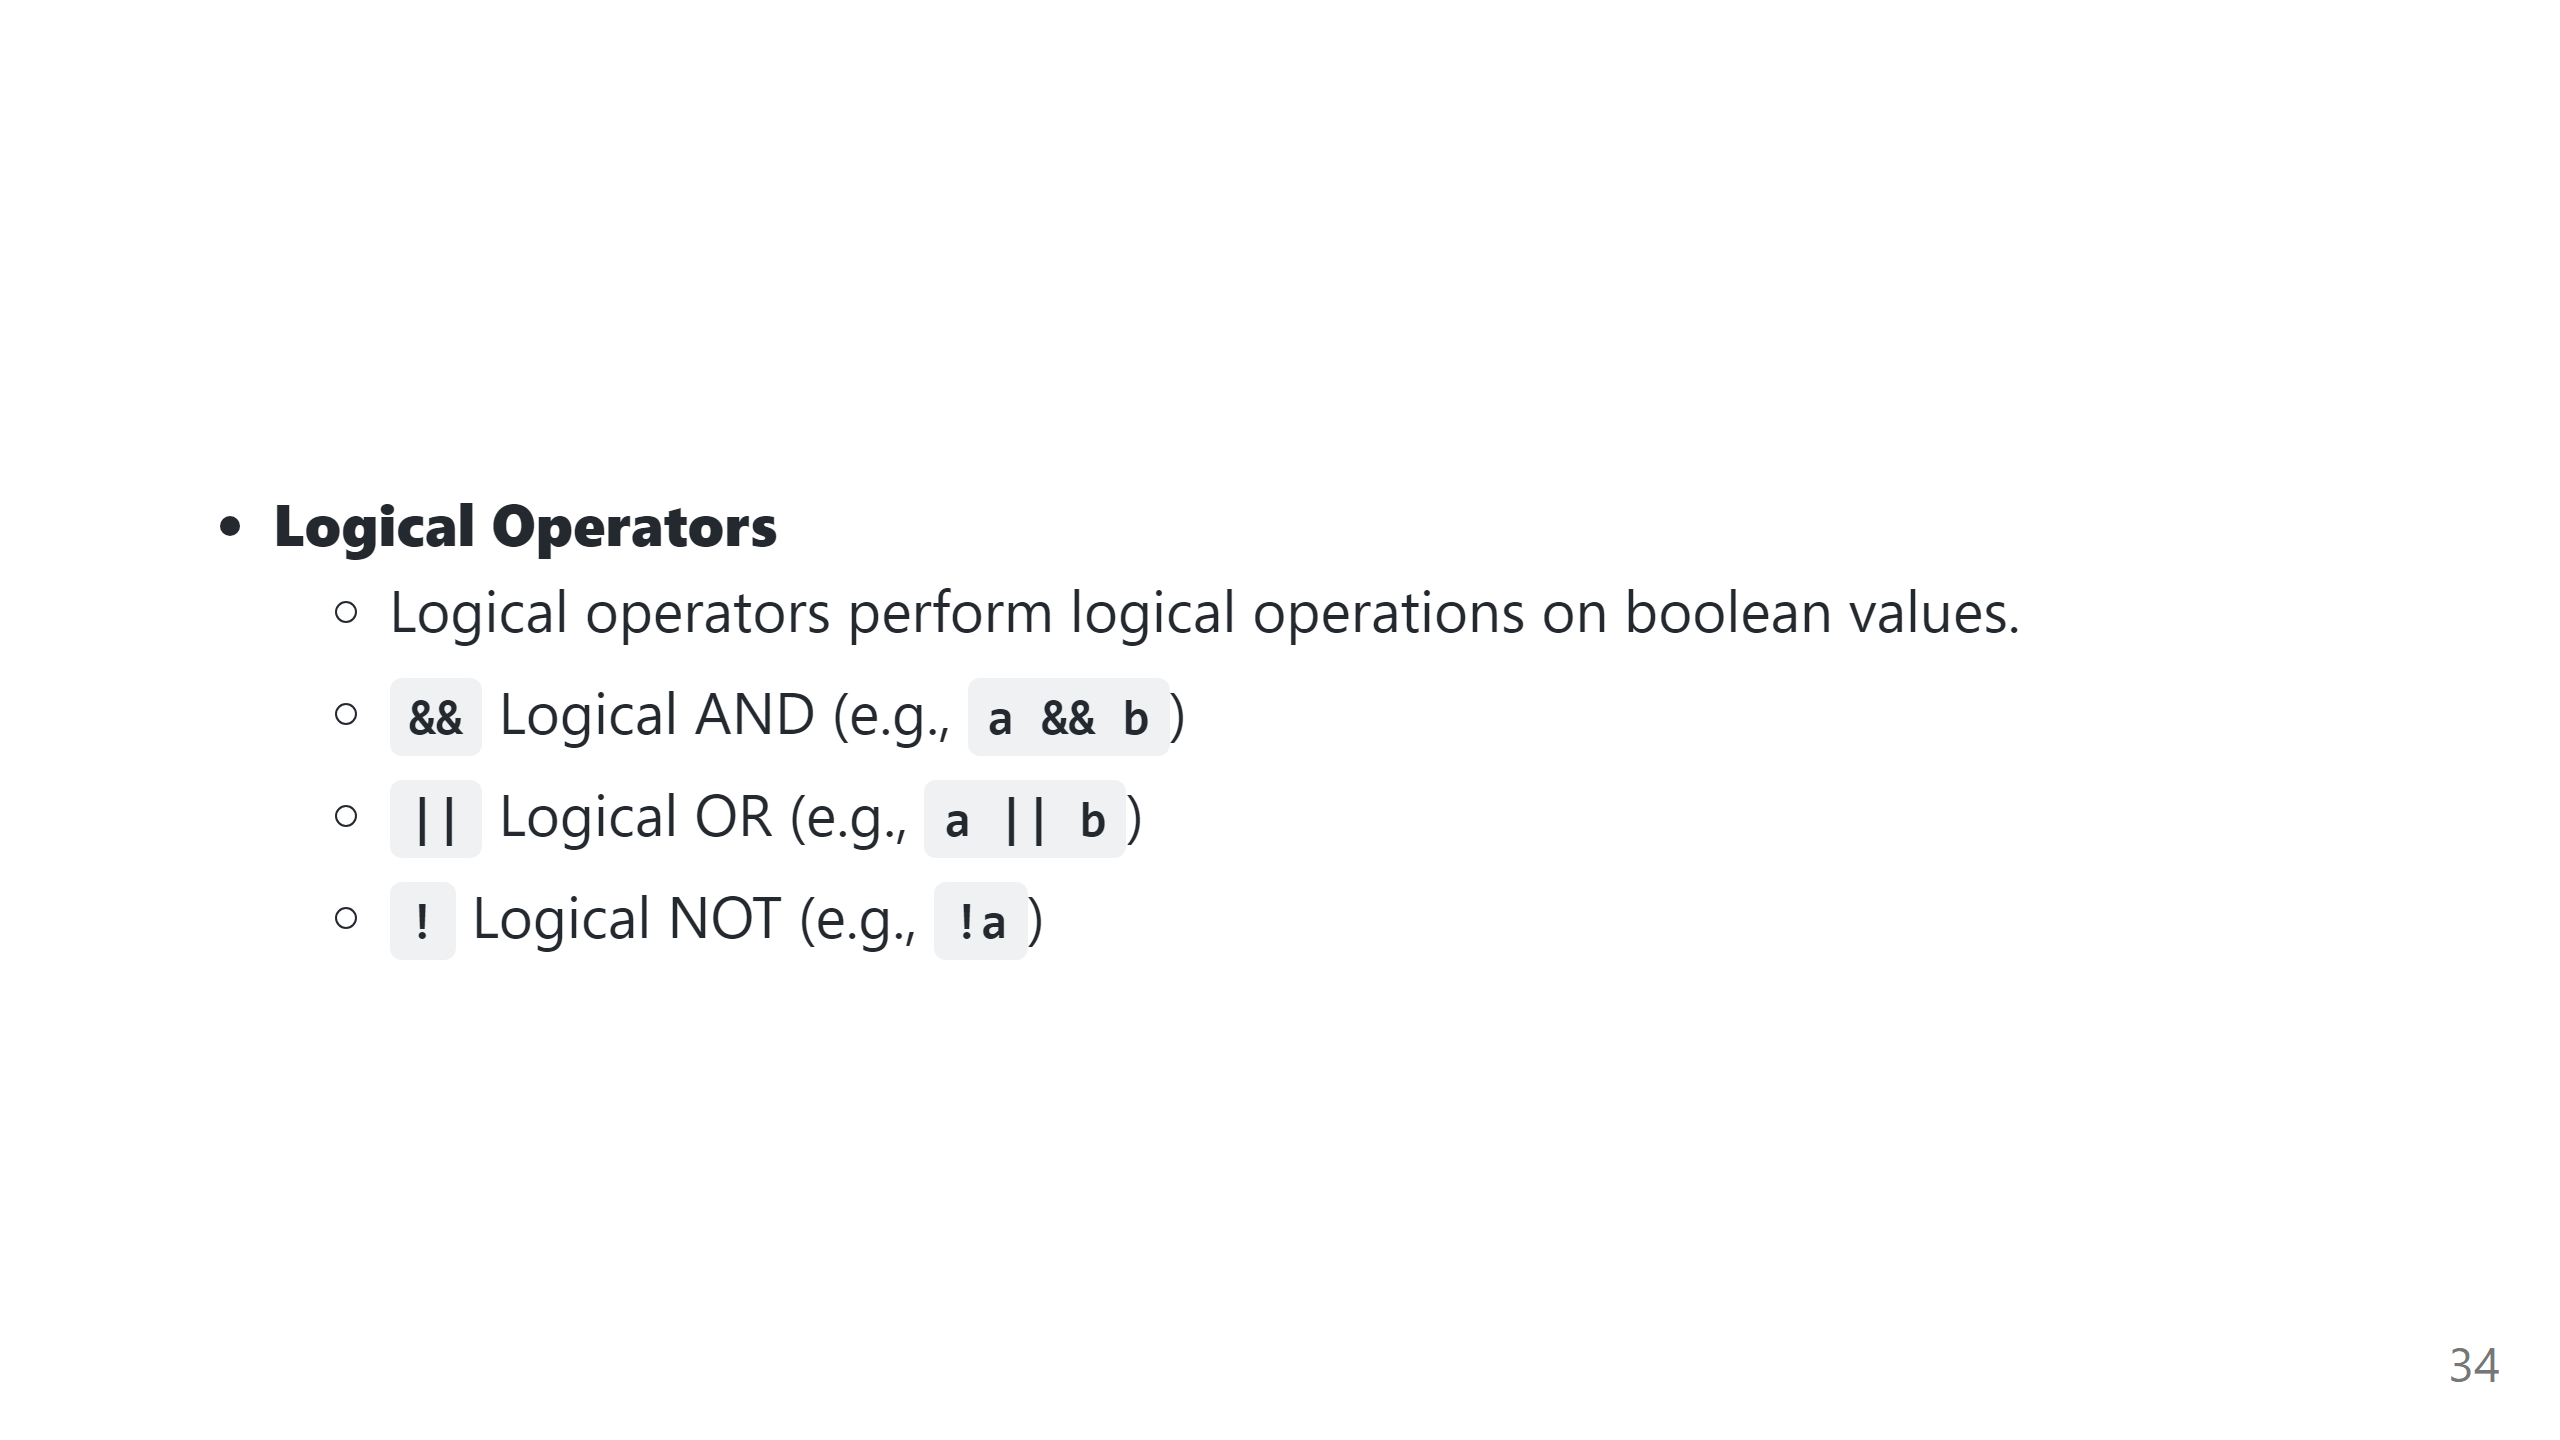 Logical Operators
Logical operators perform logical operations on boolean values.
&& Logical AND (e.g., a && b)
|| Logical OR (e.g., a || b)
! Logical NOT (e.g., !a)
34